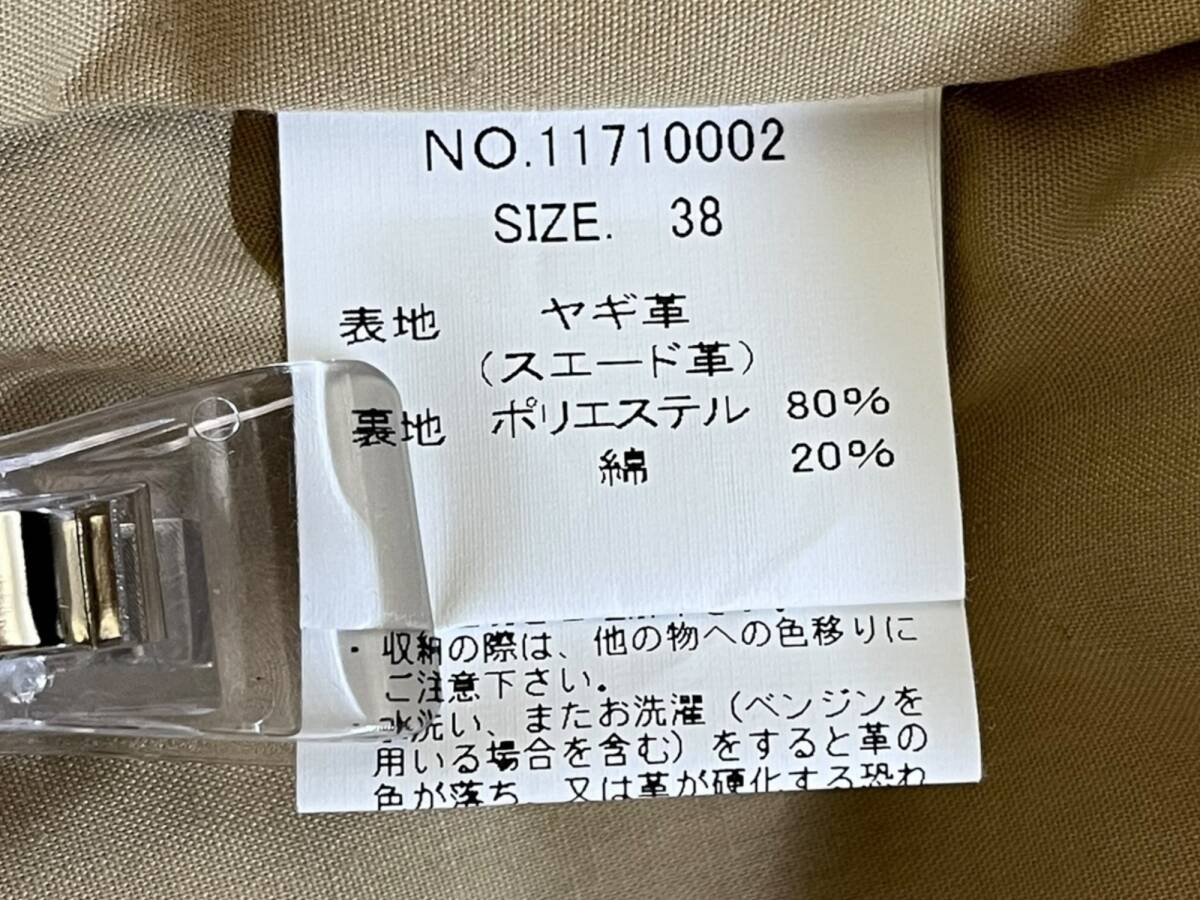 NO.11710002
SIZE. 38
表地 ヤギ革
(スエード革)
裏地 ポリエステル 80%
綿 20%
・収納の際は、他の物への色移りに
ご注意下さい。
・水洗い、またお洗濯(ベンジンを
用いる場合を含む)をすると革の
色が落ち、又は革が硬化する恐れ